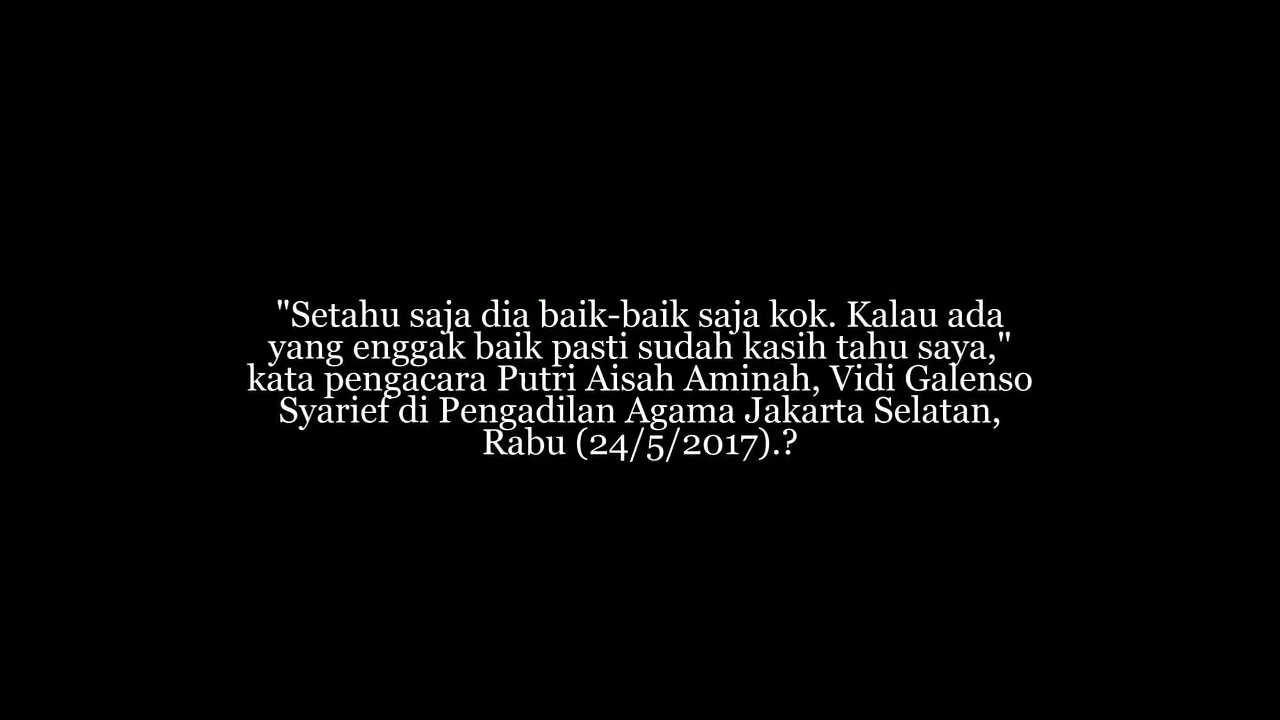 "Setahu saja dia baik-baik saja kok. Kalau ada
yang enggak baik pasti sudah kasih tahu saya,"
kata pengacara Putri Aisah Aminah, Vidi Galenso
Syarief di Pengadilan Agama Jakarta Selatan,
Rabu (24/5/2017).?